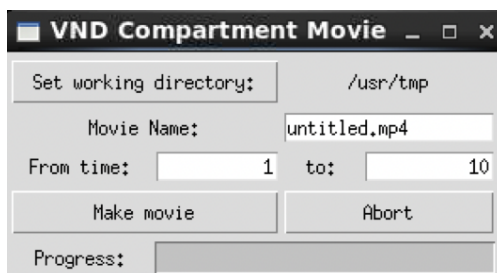 VND Compartment Movie
Set working directory: /usr/tmp
Movie Name: untitled.mp4
From time: 1 to: 10
Make movie Abort
Progress: